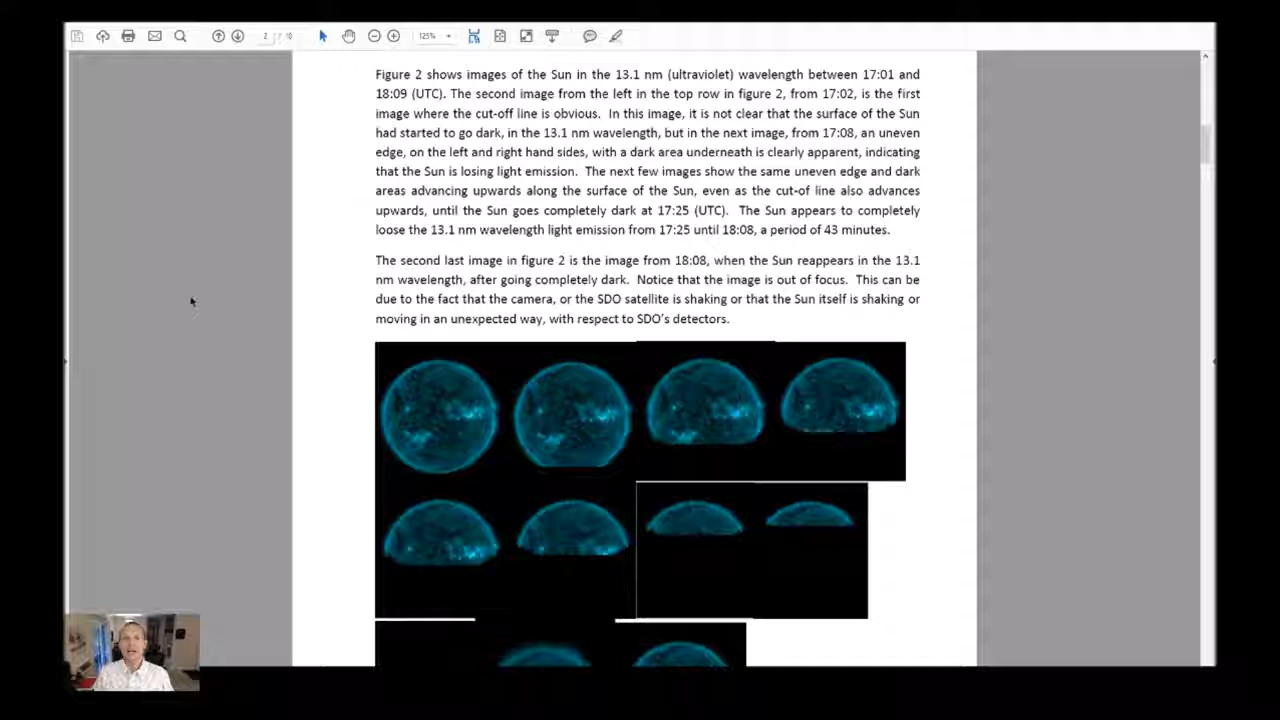 2 / 10
125%
Figure 2 shows images of the Sun in the 13.1 nm (ultraviolet) wavelength between 17:01 and
18:09 (UTC). The second image from the left in the top row in figure 2, from 17:02, is the first
image where the cut-off line is obvious. In this image, it is not clear that the surface of the Sun
had started to go dark, in the 13.1 nm wavelength, but in the next image, from 17:08, an uneven
edge, on the left and right hand sides, with a dark area underneath is clearly apparent, indicating
that the Sun is losing light emission. The next few images show the same uneven edge and dark
areas advancing upwards along the surface of the Sun, even as the cut-of line also advances
upwards, until the Sun goes completely dark at 17:25 (UTC). The Sun appears to completely
loose the 13.1 nm wavelength light emission from 17:25 until 18:08, a period of 43 minutes.
The second last image in figure 2 is the image from 18:08, when the Sun reappears in the 13.1
nm wavelength, after going completely dark. Notice that the image is out of focus. This can be
due to the fact that the camera, or the SDO satellite is shaking or that the Sun itself is shaking or
moving in an unexpected way, with respect to SDO's detectors.